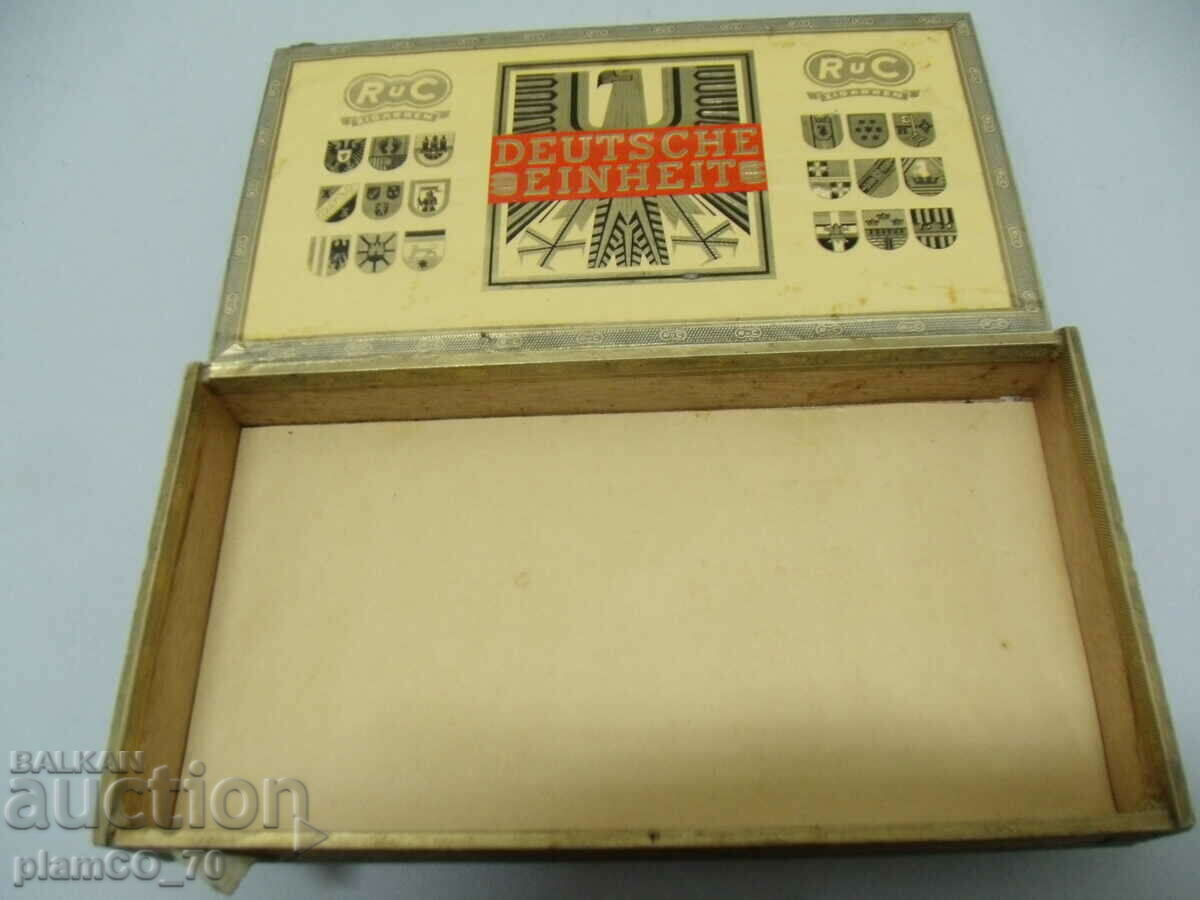 RuC
ZIGARREN
DEUTSCHE
EINHEIT
RuC
ZIGARREN
BALKAN
auction
plamCO_70